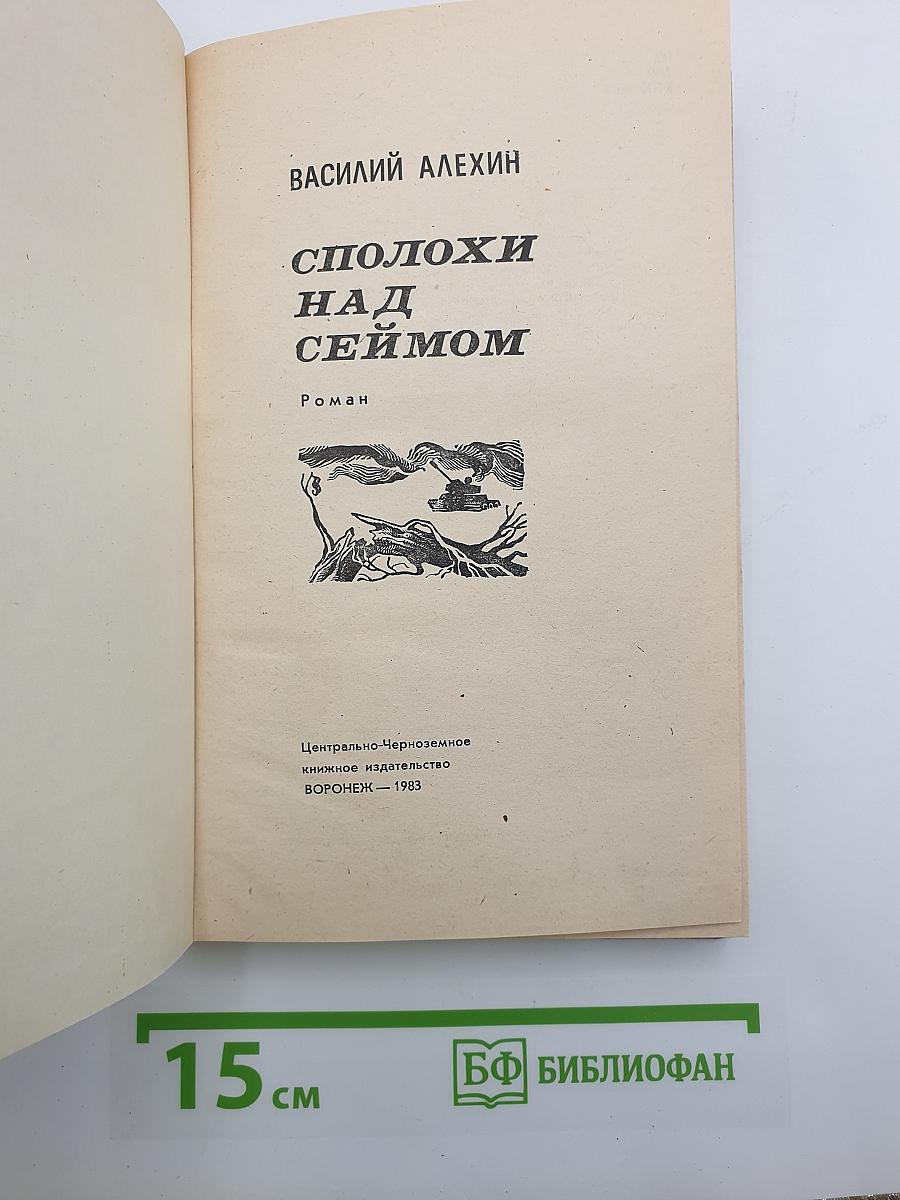 ВАСИЛИЙ АЛЕХИН
СПОЛОХИ
НАД
СЕЙМОМ
Роман
Центрально-Черноземное
книжное издательство
ВОРОНЕЖ — 1983
15 см
БФ БИБЛИОФАН